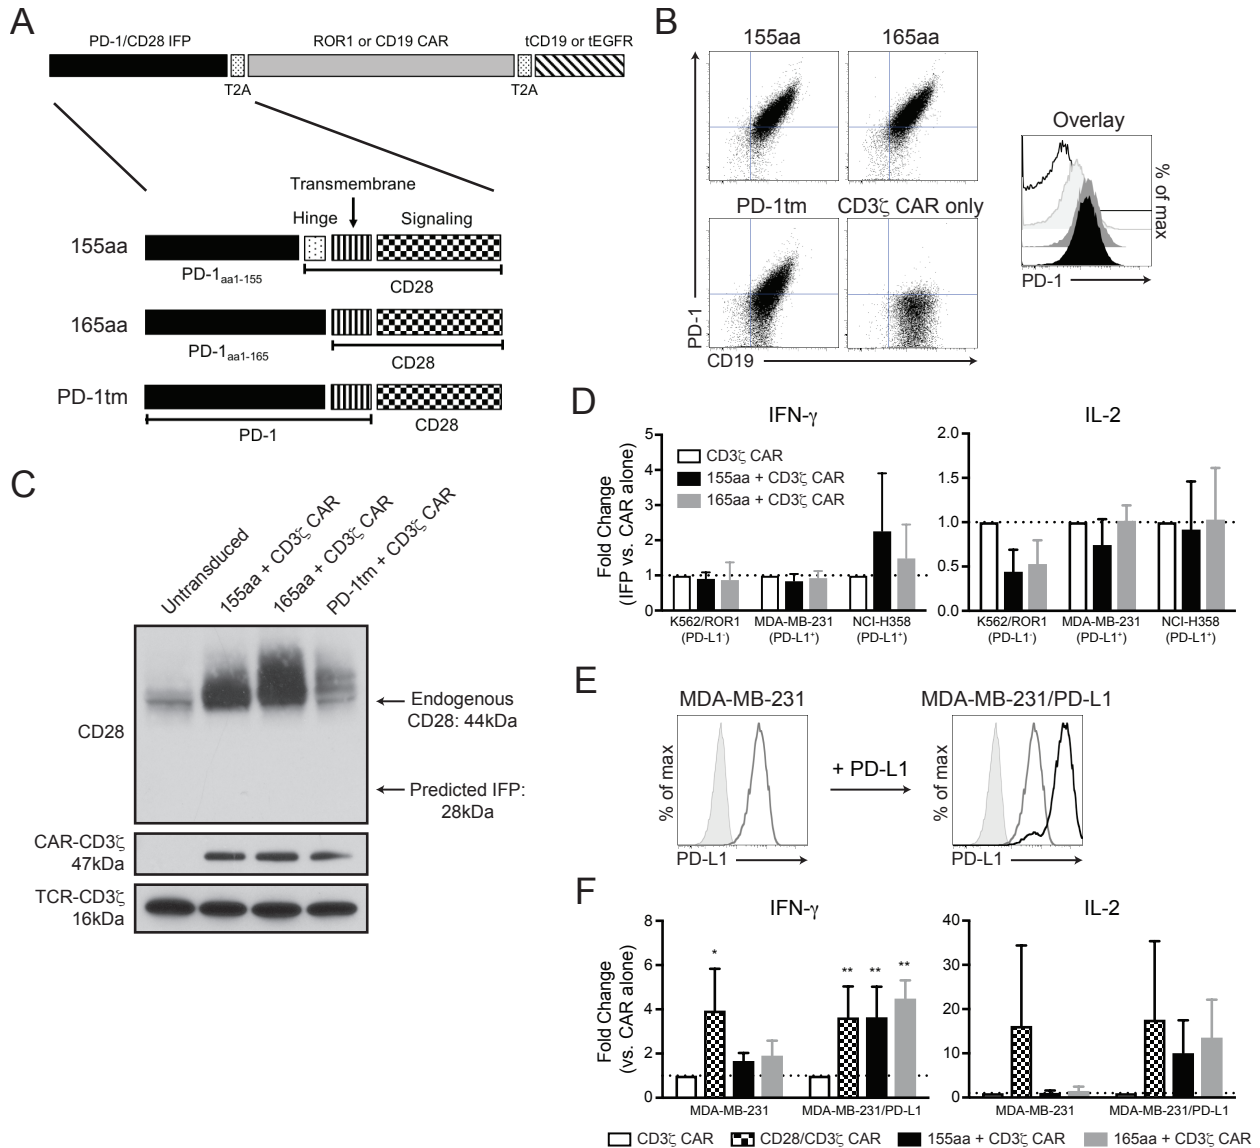 A
PD-1/CD28 IFP
ROR1 or CD19 CAR
tCD19 or tEGFR
T2A
T2A
Transmembrane
Hinge
Signaling
155aa
PD-1aa1-155
CD28
165aa
PD-1aa1-165
CD28
PD-1tm
PD-1
CD28
B
155aa
165aa
PD-1tm
CD3ζ CAR only
PD-1
CD19
Overlay
% of max
PD-1
C
Untransduced
155aa + CD3ζ CAR
165aa + CD3ζ CAR
PD-1tm + CD3ζ CAR
CD28
Endogenous
CD28: 44kDa
Predicted IFP:
28kDa
CAR-CD3ζ
47kDa
TCR-CD3ζ
16kDa
D
IFN-γ
Fold Change
(IFP vs. CAR alone)
5
4
3
2
1
0
CD3ζ CAR
155aa + CD3ζ CAR
165aa + CD3ζ CAR
K562/ROR1
(PD-L1-)
MDA-MB-231
(PD-L1+)
NCI-H358
(PD-L1+)
IL-2
2.0
1.5
1.0
0.5
0.0
K562/ROR1
(PD-L1-)
MDA-MB-231
(PD-L1+)
NCI-H358
(PD-L1+)
E
MDA-MB-231
% of max
PD-L1
+ PD-L1
MDA-MB-231/PD-L1
% of max
PD-L1
F
IFN-γ
Fold Change
(vs. CAR alone)
8
6
4
2
0
*
**
**
**
MDA-MB-231
MDA-MB-231/PD-L1
IL-2
40
30
20
10
0
MDA-MB-231
MDA-MB-231/PD-L1
CD3ζ CAR
CD28/CD3ζ CAR
155aa + CD3ζ CAR
165aa + CD3ζ CAR